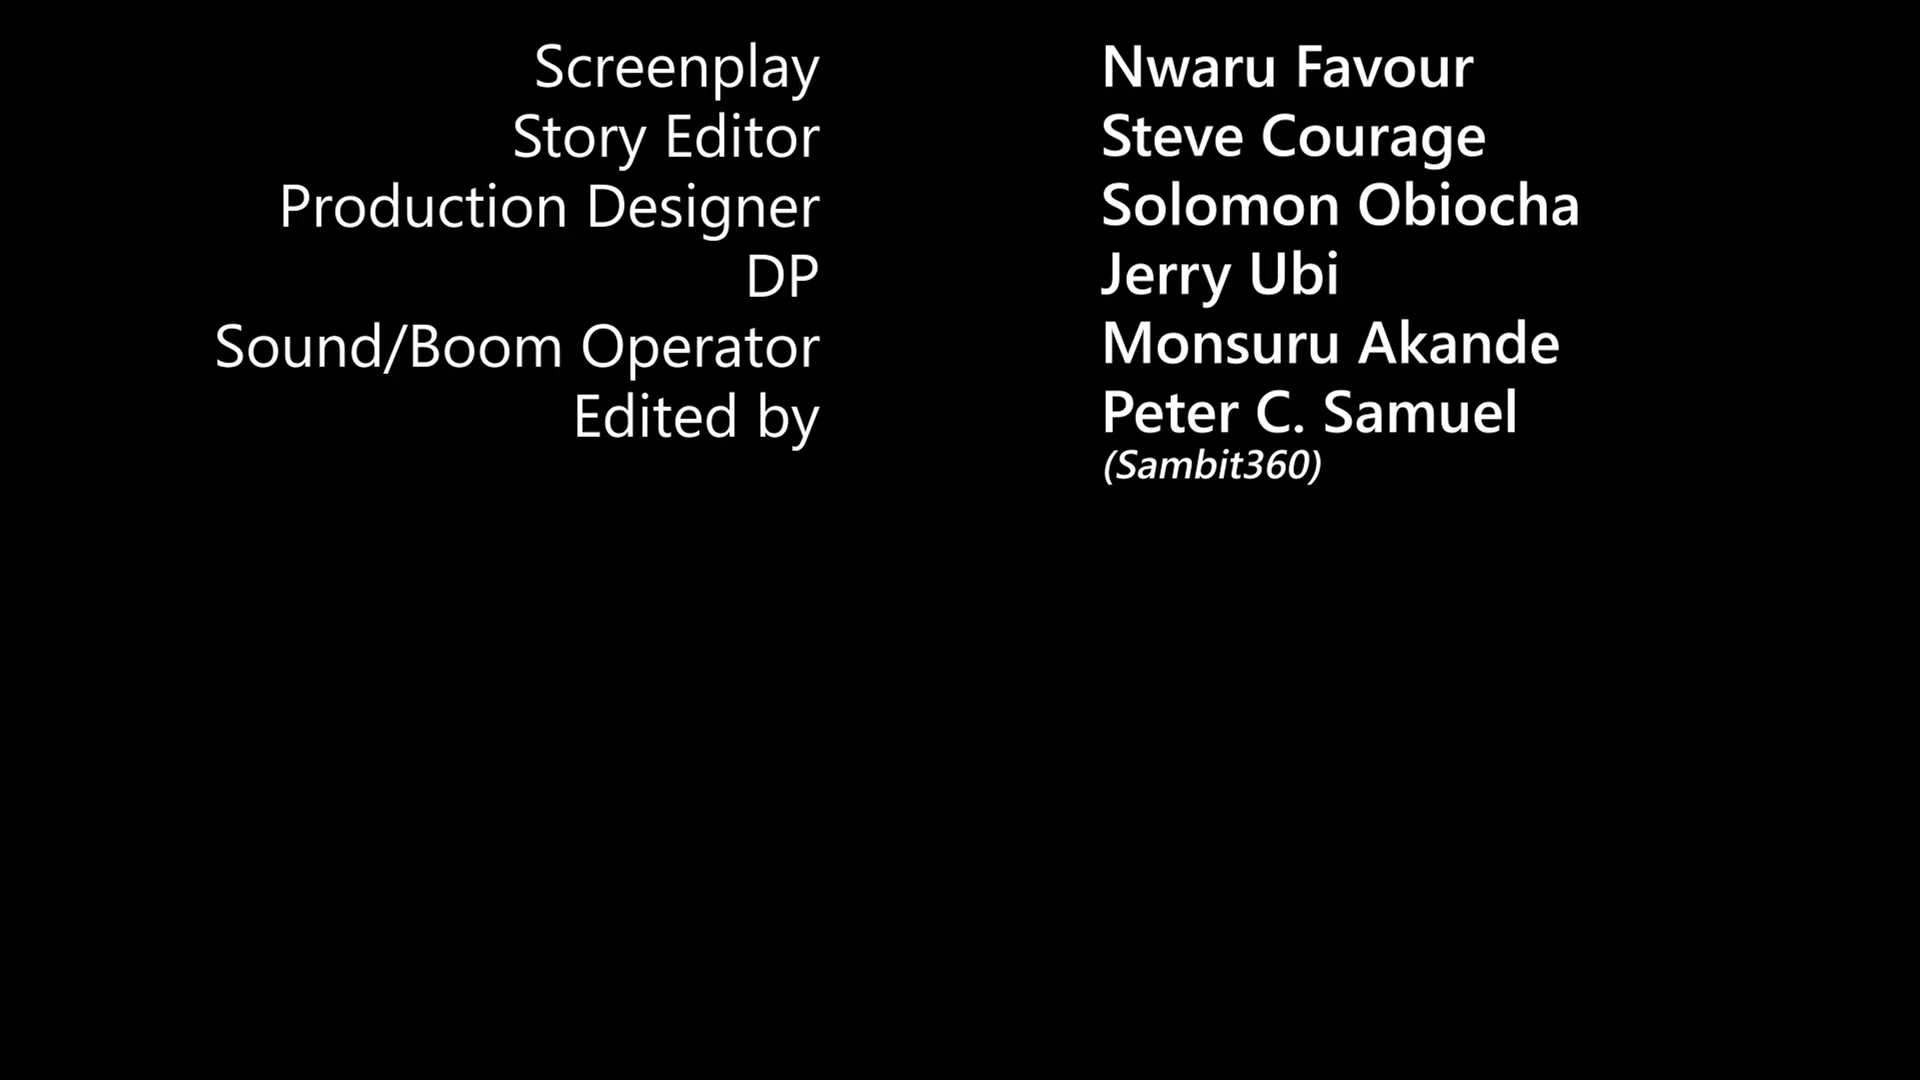 Screenplay Nwaru Favour
Story Editor Steve Courage
Production Designer Solomon Obiocha
DP Jerry Ubi
Sound/Boom Operator Monsuru Akande
Edited by Peter C. Samuel
(Sambit360)